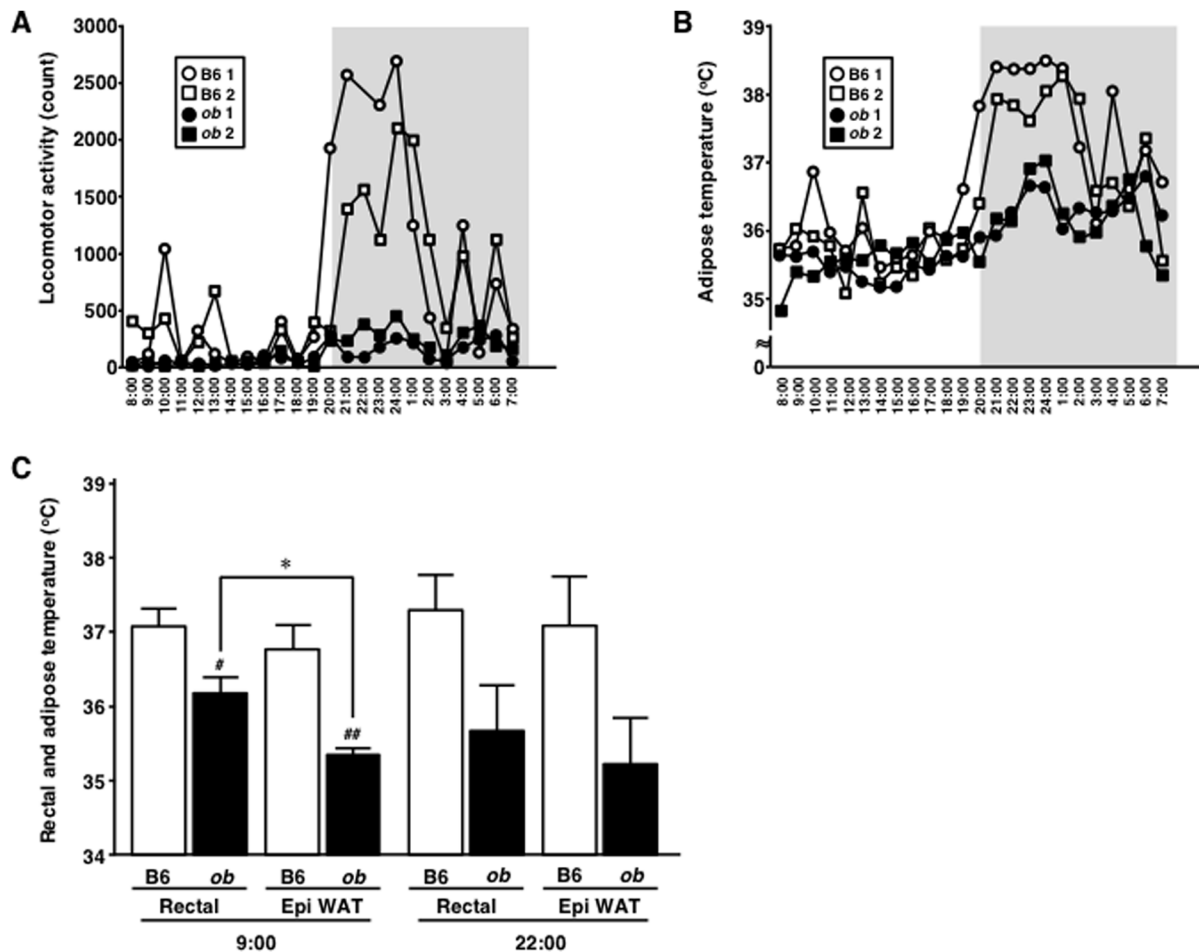 A
Locomotor activity (count)
3000
2500
2000
1500
1000
500
0
B6 1
B6 2
ob 1
ob 2
8:00 9:00 10:00 11:00 12:00 13:00 14:00 15:00 16:00 17:00 18:00 19:00 20:00 21:00 22:00 23:00 24:00 1:00 2:00 3:00 4:00 5:00 6:00 7:00
B
Adipose temperature (°C)
39
38
37
36
35
≈
0
B6 1
B6 2
ob 1
ob 2
8:00 9:00 10:00 11:00 12:00 13:00 14:00 15:00 16:00 17:00 18:00 19:00 20:00 21:00 22:00 23:00 24:00 1:00 2:00 3:00 4:00 5:00 6:00 7:00
C
Rectal and adipose temperature (°C)
39
38
37
36
35
34
*
#
##
B6 ob B6 ob B6 ob B6 ob
Rectal Epi WAT Rectal Epi WAT
9:00 22:00